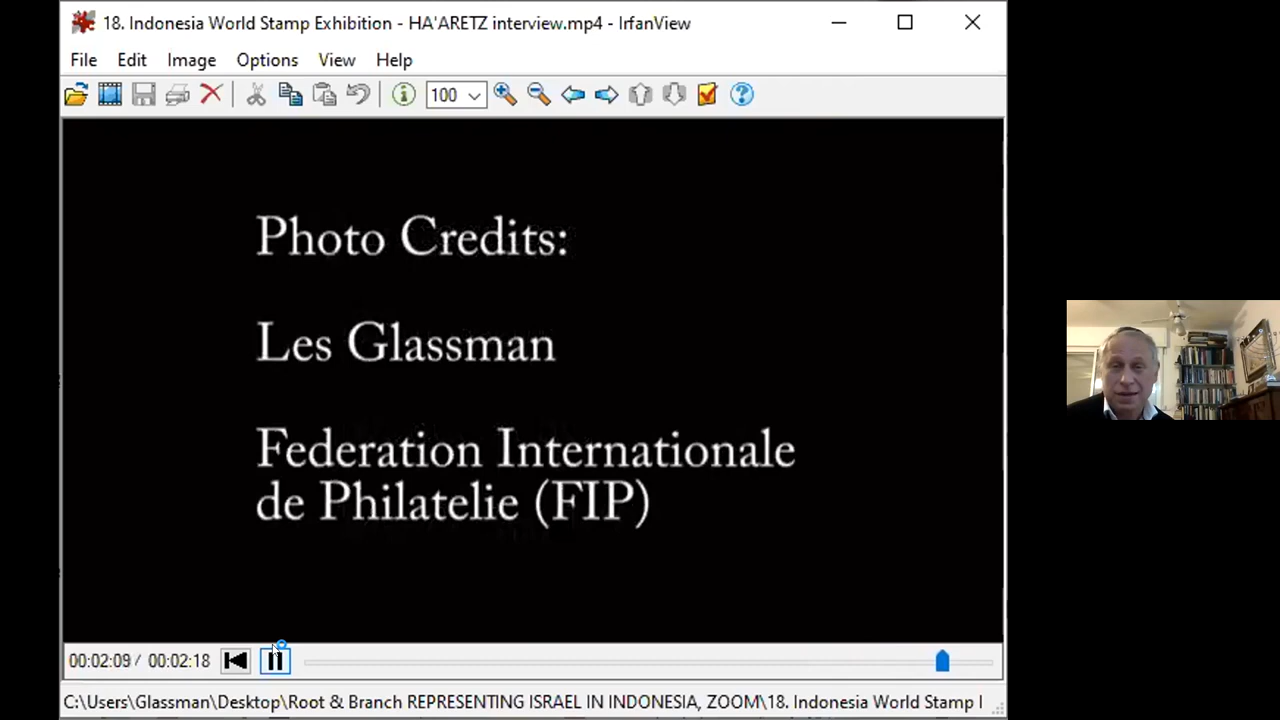 18. Indonesia World Stamp Exhibition - HA'ARETZ interview.mp4 - IrfanView
File Edit Image Options View Help
100
Photo Credits:
Les Glassman
Federation Internationale
de Philatelie (FIP)
00:02:09 / 00:02:18
C:\Users\Glassman\Desktop\Root & Branch REPRESENTING ISRAEL IN INDONESIA, ZOOM\18. Indonesia World Stamp I